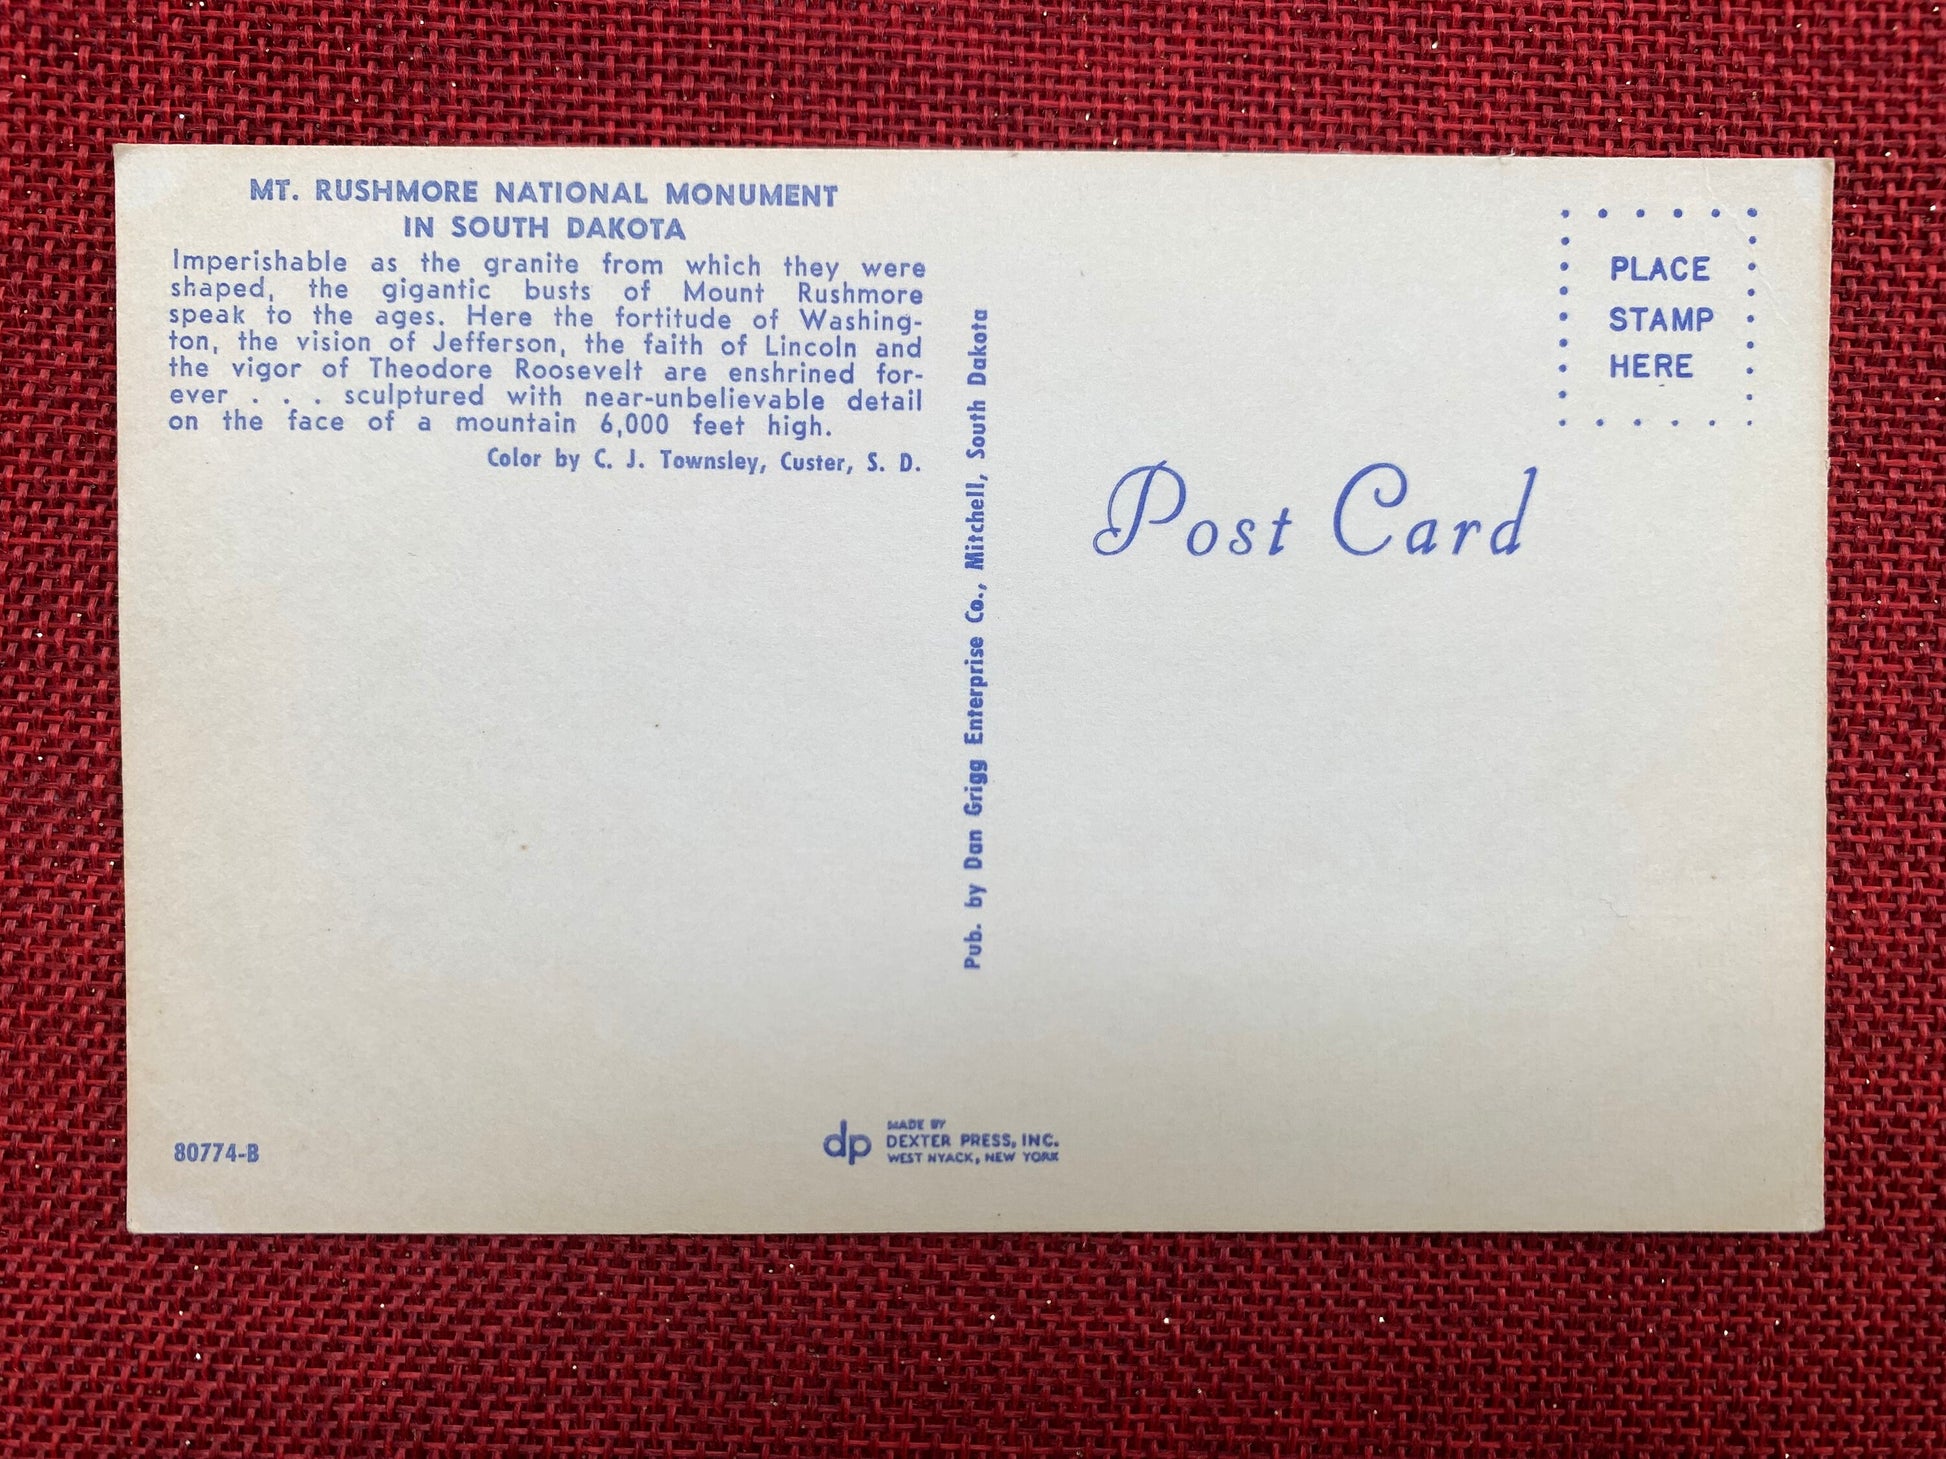 MT. RUSHMORE NATIONAL MONUMENT
IN SOUTH DAKOTA
Imperishable as the granite from which they were
shaped, the gigantic busts of Mount Rushmore
speak to the ages. Here the fortitude of Washing-
ton, the vision of Jefferson, the faith of Lincoln and
the vigor of Theodore Roosevelt are enshrined for-
ever . . . sculptured with near-unbelievable detail
on the face of a mountain 6,000 feet high.
Color by C. J. Townsley, Custer, S. D.
80774-B
Pub. by Dan Grigg Enterprise Co., Mitchell, South Dakota
dp
MADE BY
DEXTER PRESS, INC.
WEST NYACK, NEW YORK
PLACE
STAMP
HERE
Post Card